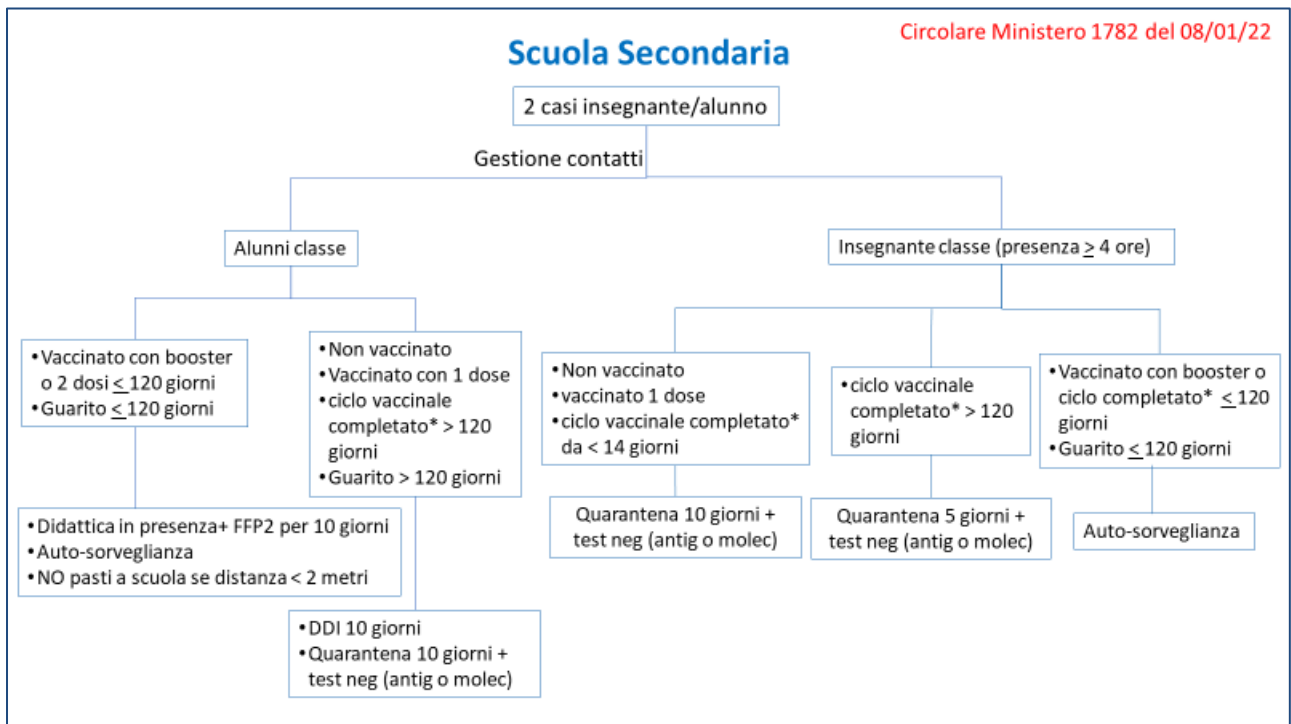 Circolare Ministero 1782 del 08/01/22
Scuola Secondaria
2 casi insegnante/alunno
Gestione contatti
Alunni classe
Insegnante classe (presenza ≥ 4 ore)
•Vaccinato con booster
o 2 dosi ≤ 120 giorni
•Guarito ≤ 120 giorni
•Non vaccinato
•Vaccinato con 1 dose
•ciclo vaccinale
completato* > 120
giorni
•Guarito > 120 giorni
•Non vaccinato
•vaccinato 1 dose
•ciclo vaccinale completato*
da < 14 giorni
•ciclo vaccinale
completato* > 120
giorni
•Vaccinato con booster o
ciclo completato* ≤ 120
giorni
•Guarito ≤ 120 giorni
•Didattica in presenza+ FFP2 per 10 giorni
•Auto-sorveglianza
•NO pasti a scuola se distanza < 2 metri
Quarantena 10 giorni +
test neg (antig o molec)
Quarantena 5 giorni +
test neg (antig o molec)
Auto-sorveglianza
•DDI 10 giorni
•Quarantena 10 giorni +
test neg (antig o molec)